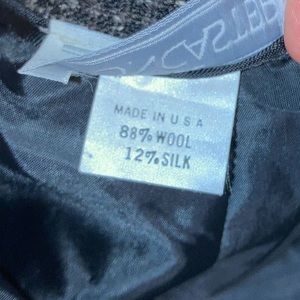 MADE IN U S A
88% WOOL
12% SILK